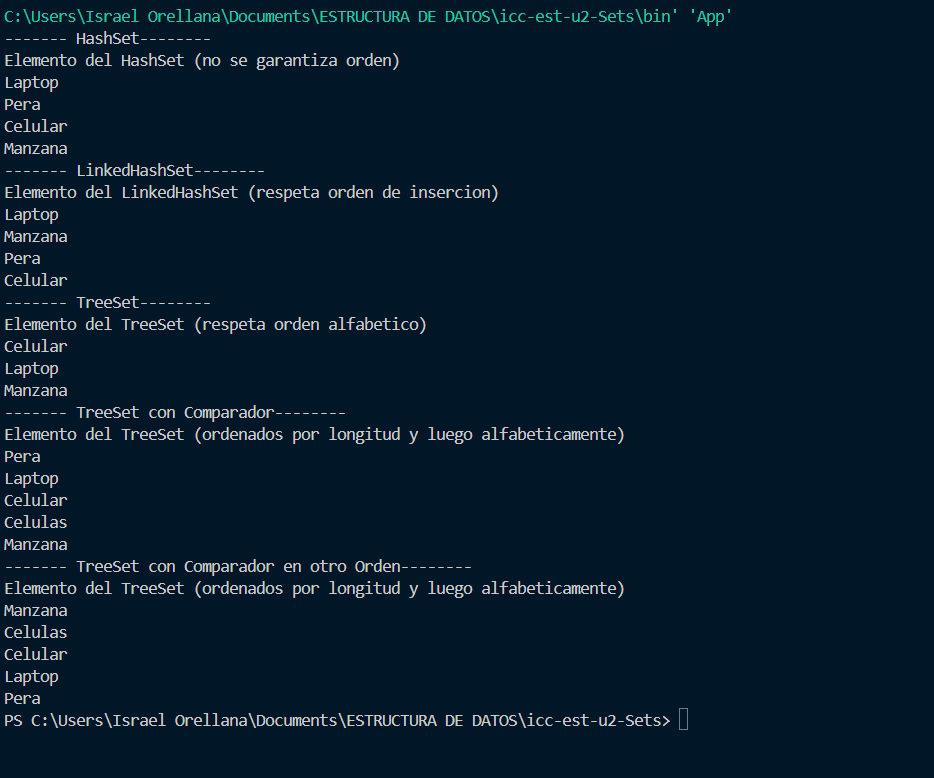 C:\Users\Israel Orellana\Documents\ESTRUCTURA DE DATOS\icc-est-u2-Sets\bin' 'App'
------- HashSet--------
Elemento del HashSet (no se garantiza orden)
Laptop
Pera
Celular
Manzana
------- LinkedHashSet--------
Elemento del LinkedHashSet (respeta orden de insercion)
Laptop
Manzana
Pera
Celular
------- TreeSet--------
Elemento del TreeSet (respeta orden alfabetico)
Celular
Laptop
Manzana
------- TreeSet con Comparador--------
Elemento del TreeSet (ordenados por longitud y luego alfabeticamente)
Pera
Laptop
Celular
Celulas
Manzana
------- TreeSet con Comparador en otro Orden--------
Elemento del TreeSet (ordenados por longitud y luego alfabeticamente)
Manzana
Celulas
Celular
Laptop
Pera
PS C:\Users\Israel Orellana\Documents\ESTRUCTURA DE DATOS\icc-est-u2-Sets>